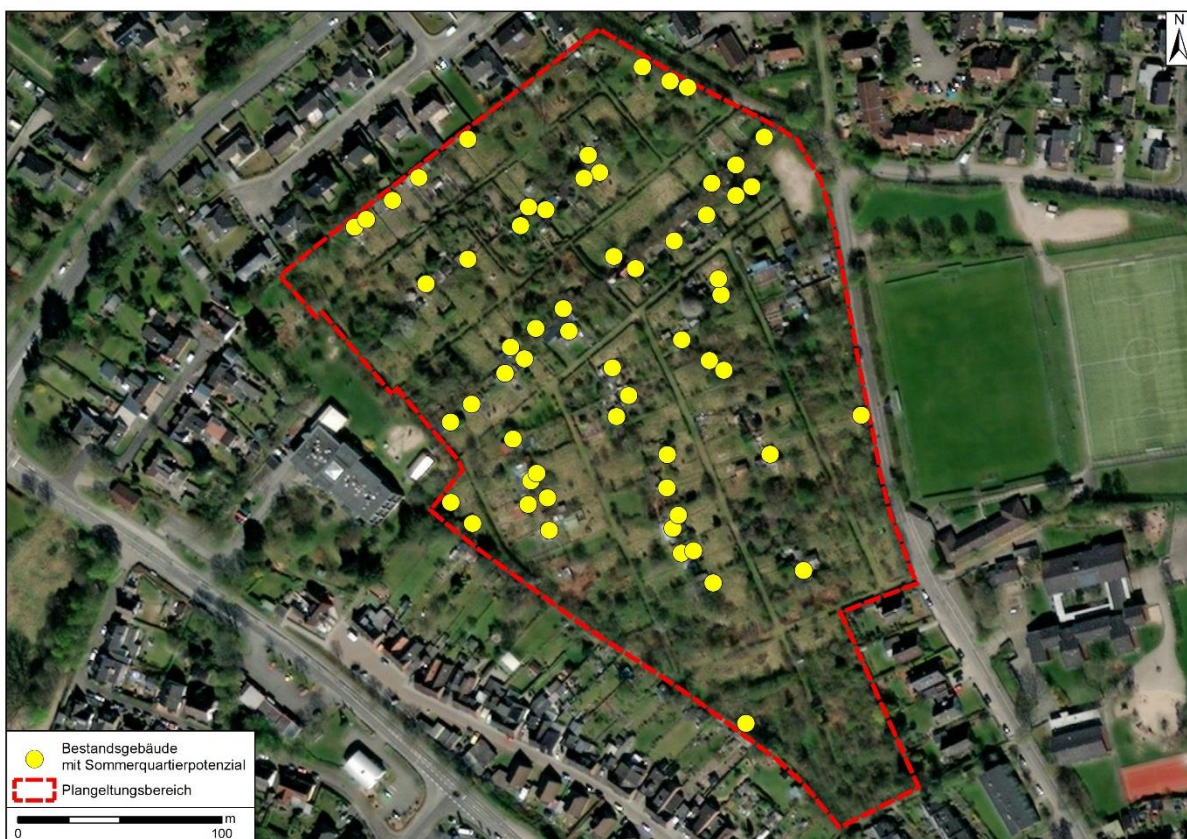 N
Bestandsgebäude
mit Sommerquartierpotenzial
Plangeltungsbereich
m
0 100